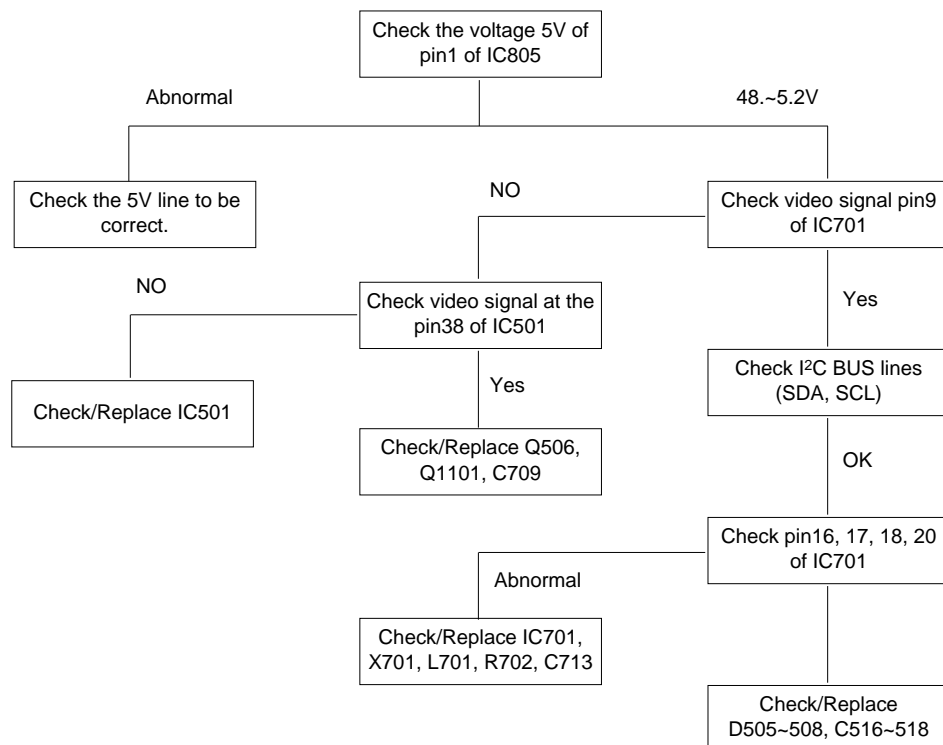 Check the voltage 5V of
pin1 of IC805
Abnormal
48.~5.2V
Check the 5V line to be
correct.
NO
Check video signal pin9
of IC701
NO
Check video signal at the
pin38 of IC501
Yes
Check/Replace IC501
Yes
Check I²C BUS lines
(SDA, SCL)
Check/Replace Q506,
Q1101, C709
OK
Check pin16, 17, 18, 20
of IC701
Abnormal
Check/Replace IC701,
X701, L701, R702, C713
Check/Replace
D505~508, C516~518